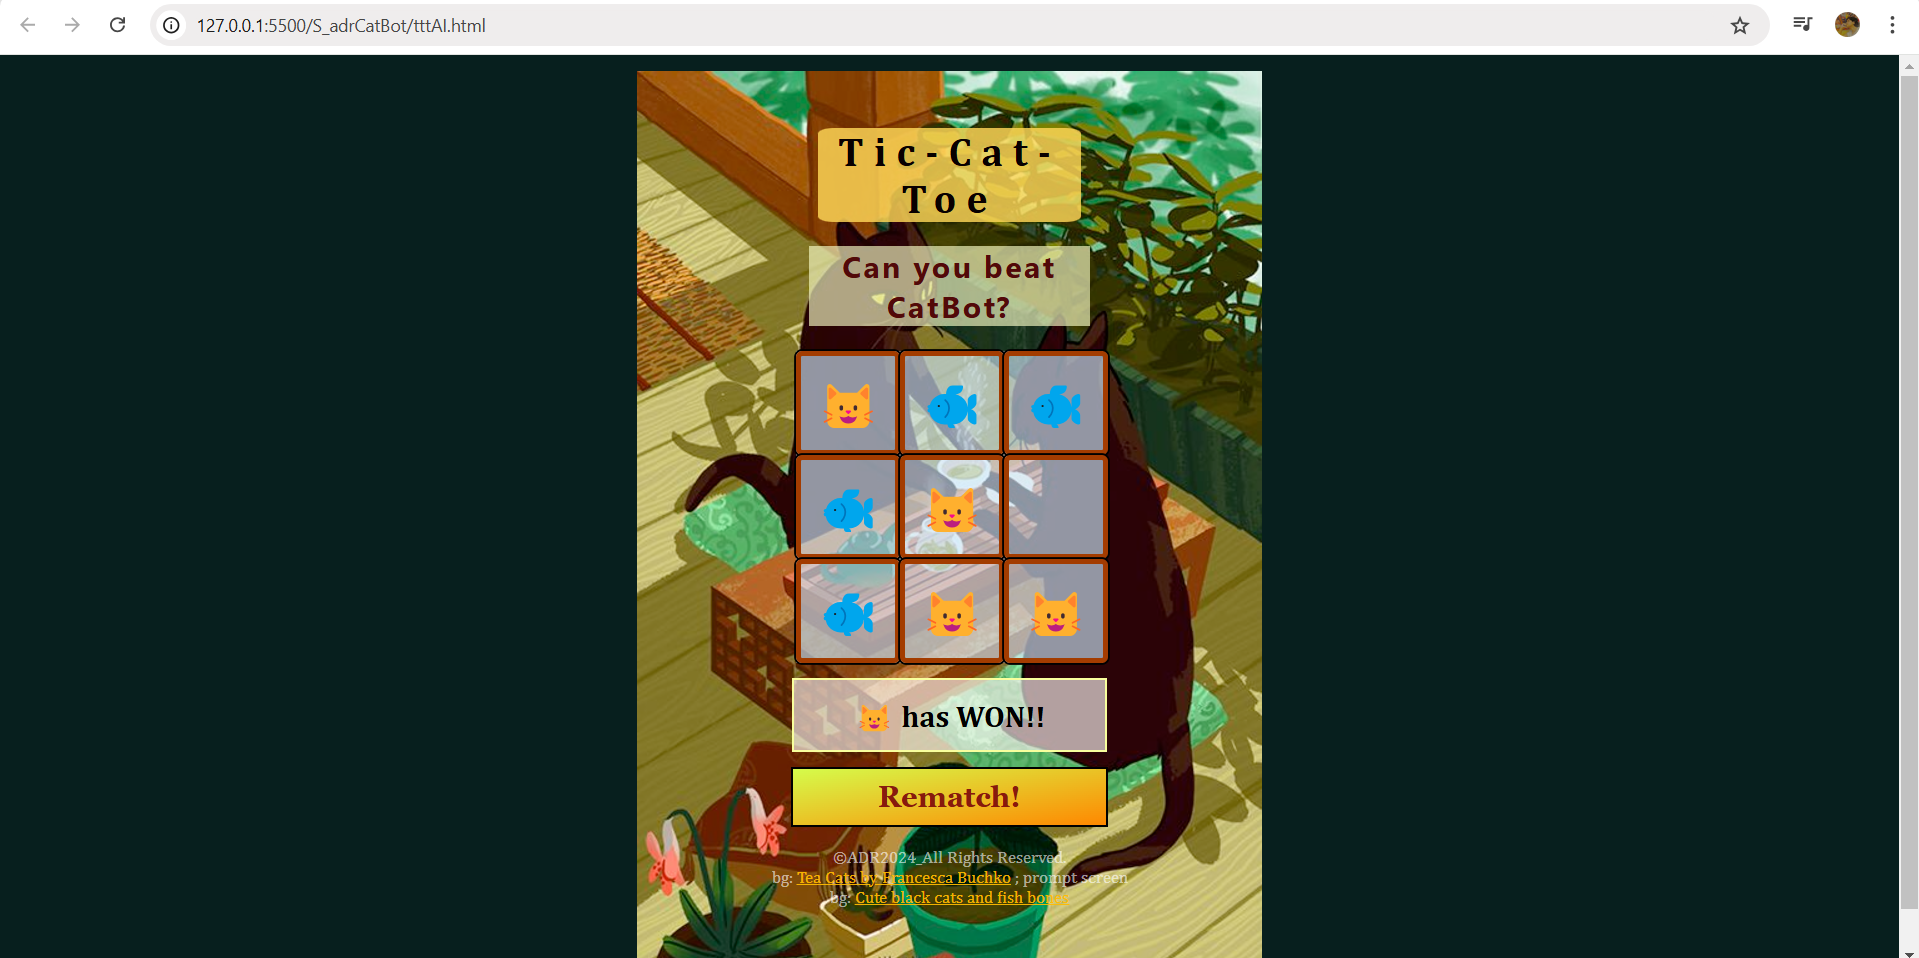 127.0.0.1:5500/S_adrCatBot/tttAI.html
Tic-Cat-
Toe
Can you beat
CatBot?
has WON!!
Rematch!
©ADR2024_All Rights Reserved.
bg: Tea Cats by Francesca Buchko ; prompt screen
bg: Cute black cats and fish bones